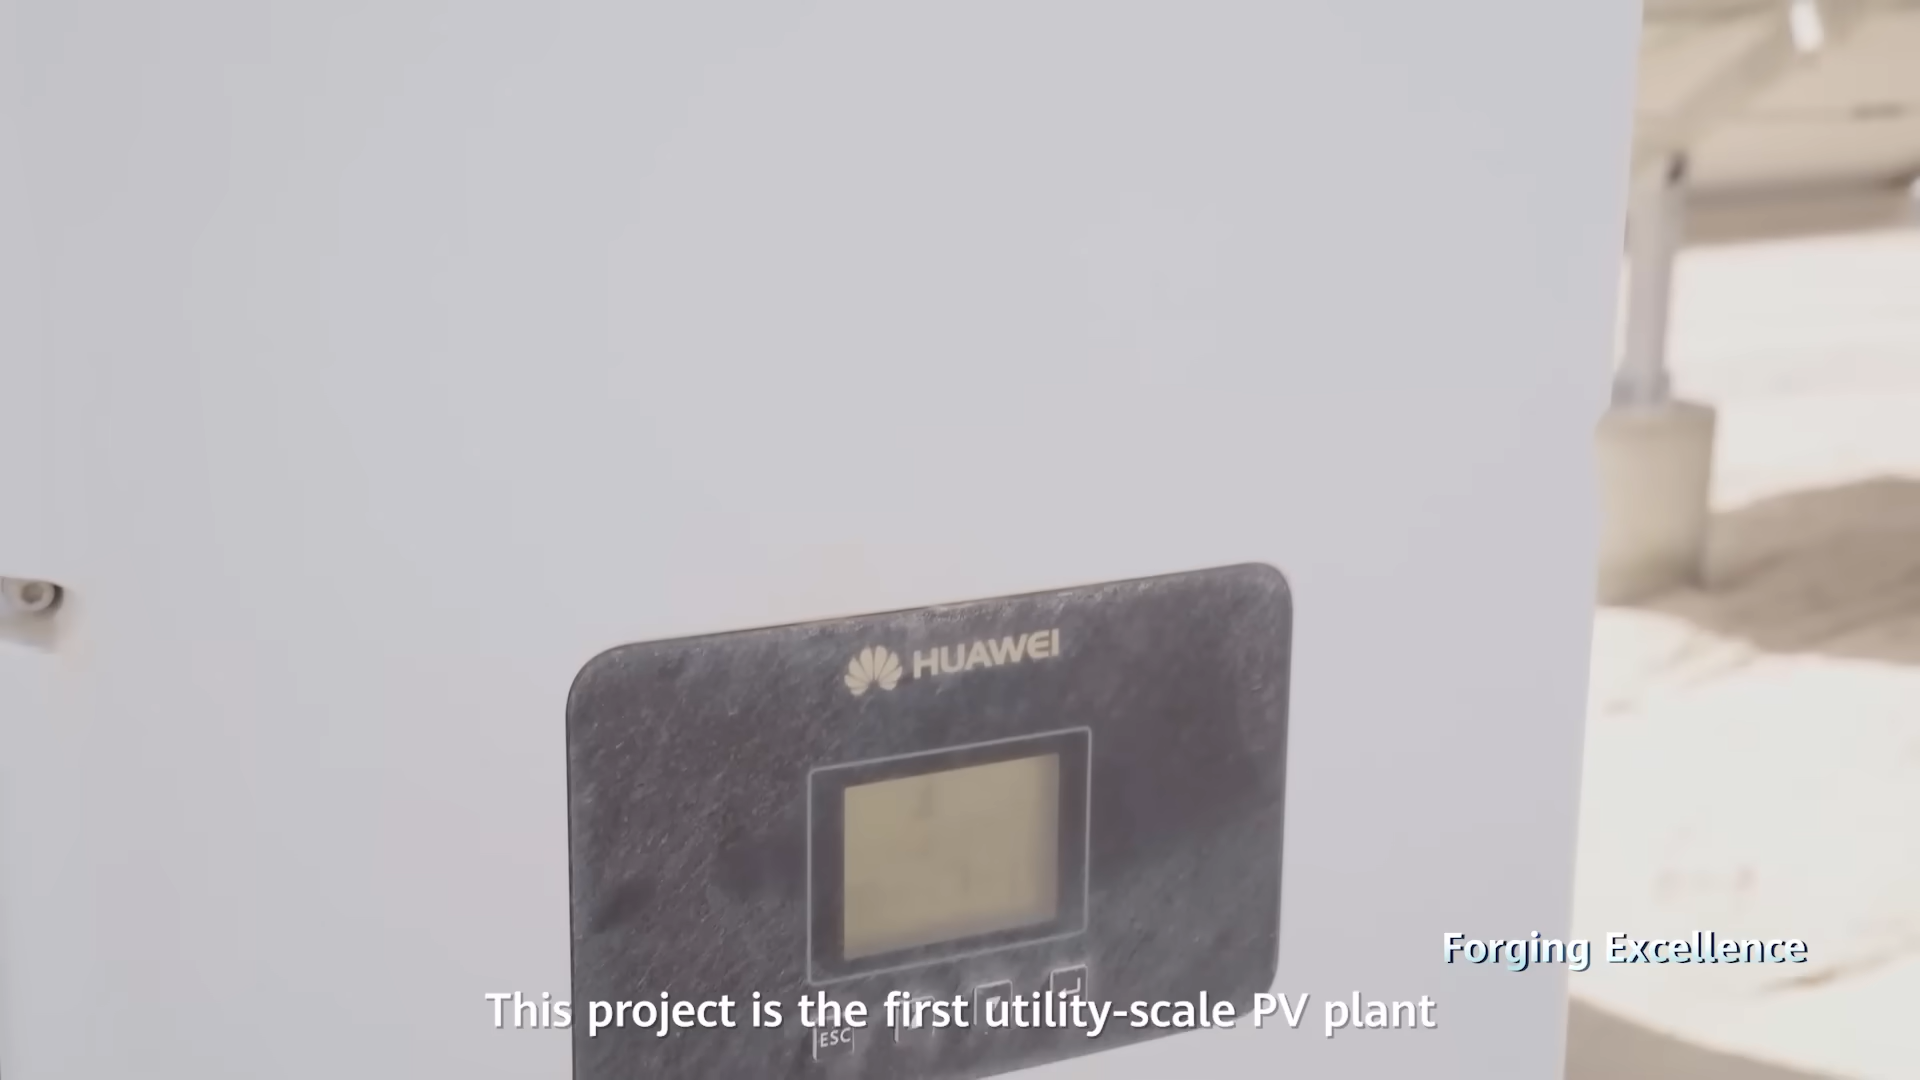 HUAWEI
Forging Excellence
This project is the first utility-scale PV plant
ESC